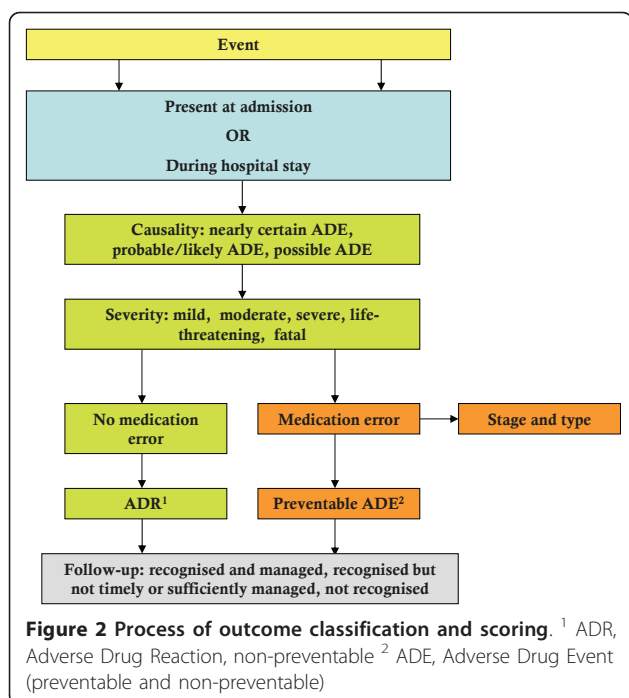 Event
Present at admission
OR
During hospital stay
Causality: nearly certain ADE,
probable/likely ADE, possible ADE
Severity: mild, moderate, severe, life-
threatening, fatal
No medication
error
Medication error
Stage and type
ADR¹
Preventable ADE²
Follow-up: recognised and managed, recognised but
not timely or sufficiently managed, not recognised
Figure 2 Process of outcome classification and scoring. ¹ ADR,
Adverse Drug Reaction, non-preventable ² ADE, Adverse Drug Event
(preventable and non-preventable)